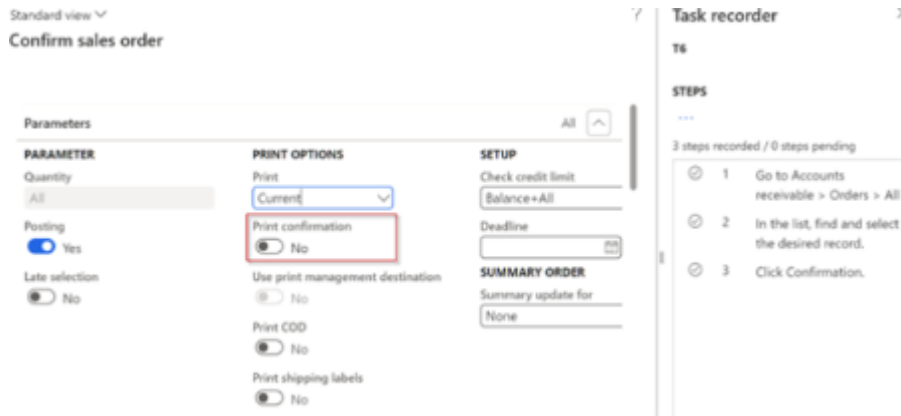 Standard view
?
Confirm sales order
Parameters
All
PARAMETER
Quantity
All
Posting
Yes
Late selection
No
PRINT OPTIONS
Print
Current
Print confirmation
No
Use print management destination
No
Print COD
No
Print shipping labels
No
SETUP
Check credit limit
Balance+All
Deadline
SUMMARY ORDER
Summary update for
None
Task recorder
T6
STEPS
...
3 steps recorded / 0 steps pending
1 Go to Accounts
receivable > Orders > All
2 In the list, find and select
the desired record.
3 Click Confirmation.